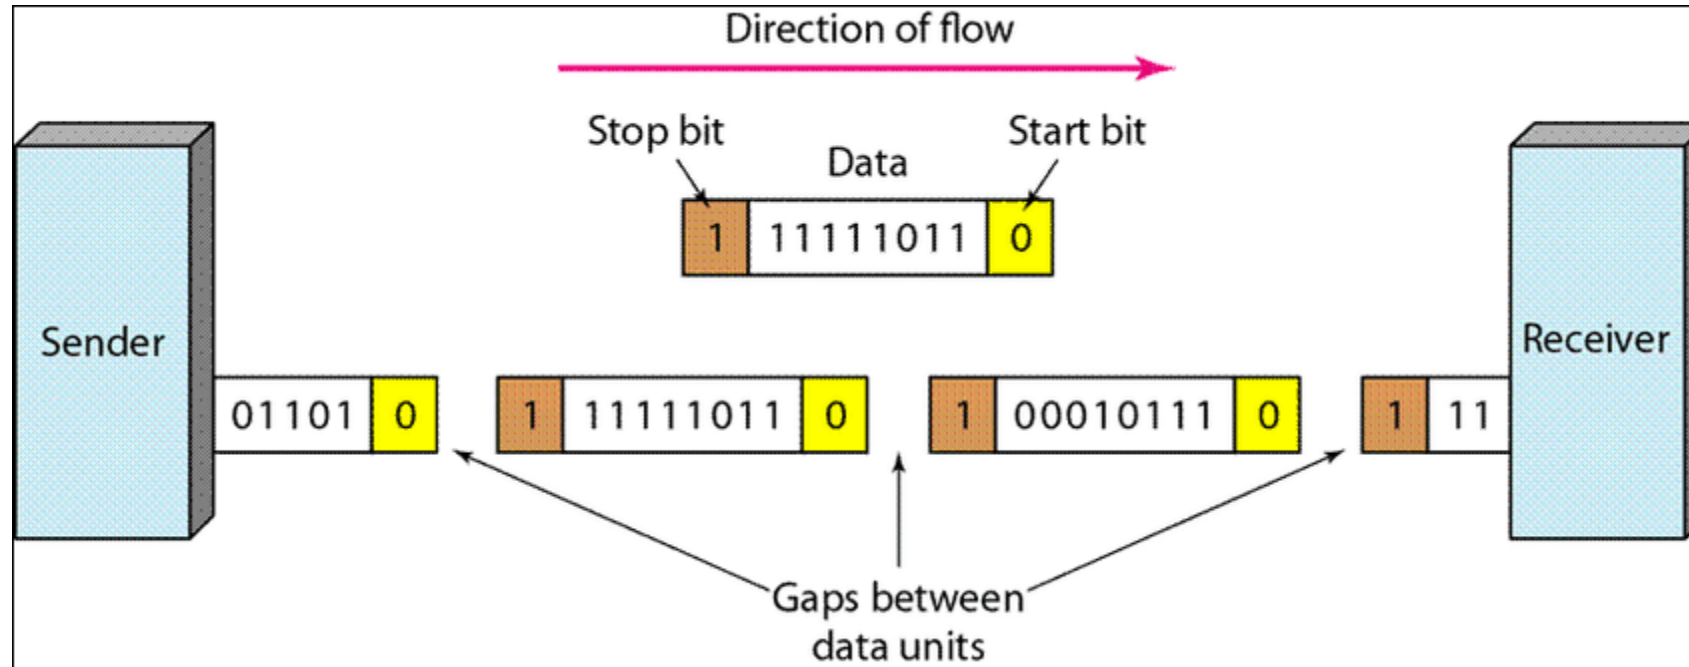 Direction of flow
Stop bit
Start bit
Data
1 11111011 0
Sender
Receiver
01101 0 1 11111011 0 1 00010111 0 1 11
Gaps between
data units